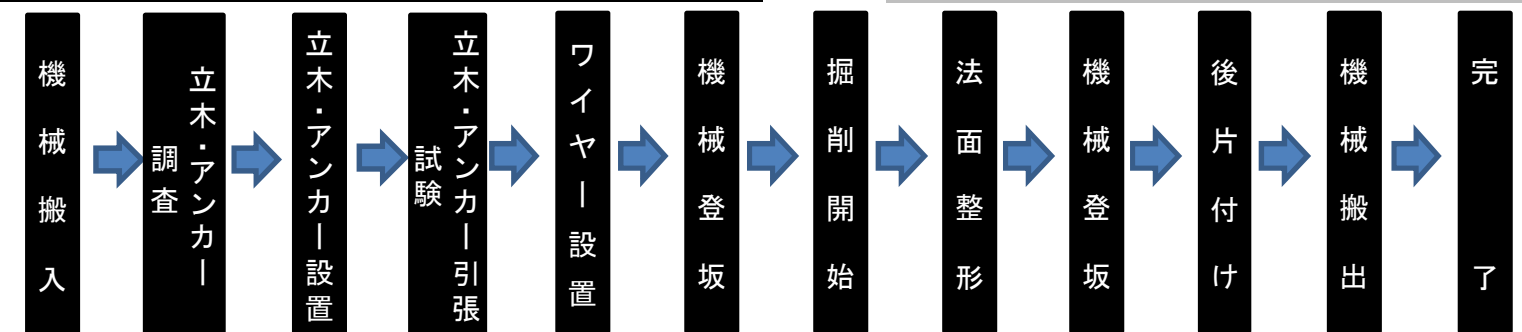 機械搬入
立木・アンカー
調査
立木・アンカー設置
立木・アンカー引張
試験
ワイヤー設置
機械登坂
掘削開始
法面整形
機械登坂
後片付け
機械搬出
完了